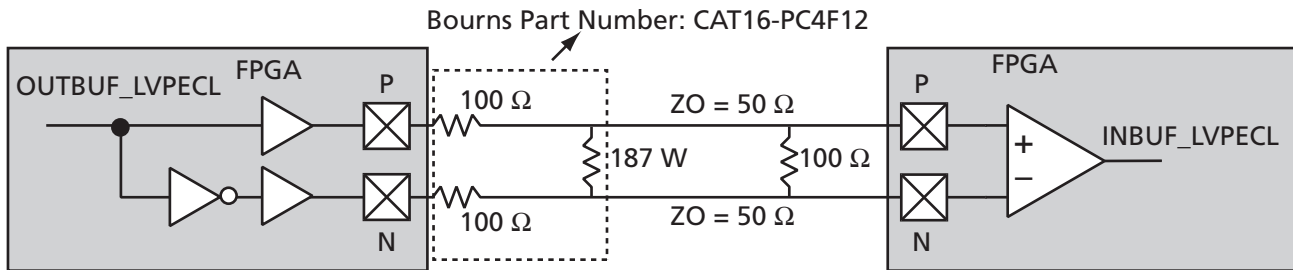 Bourns Part Number: CAT16-PC4F12
OUTBUF_LVPECL
FPGA
P
100 Ω
ZO = 50 Ω
187 W
100 Ω
100 Ω
N
ZO = 50 Ω
FPGA
P
+
−
INBUF_LVPECL
N